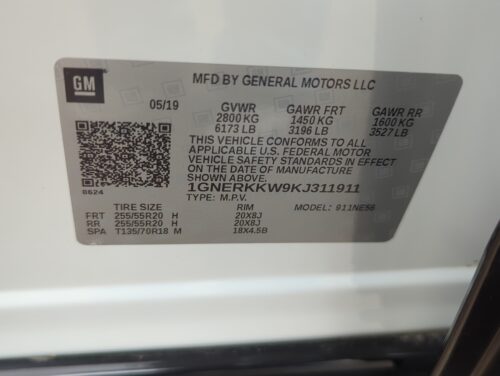 GM
MFD BY GENERAL MOTORS LLC
05/19 GVWR GAWR FRT GAWR RR
2800 KG 1450 KG 1600 KG
6173 LB 3196 LB 3527 LB
THIS VEHICLE CONFORMS TO ALL
APPLICABLE U.S. FEDERAL MOTOR
VEHICLE SAFETY STANDARDS IN EFFECT
ON THE DATE OF MANUFACTURE
SHOWN ABOVE.
1GNERKKW9KJ311911
8624
TYPE: M.P.V. MODEL: 911NE56
TIRE SIZE RIM
FRT 255/55R20 H 20X8J
RR 255/55R20 H 20X8J
SPA T135/70R18 M 18X4.5B